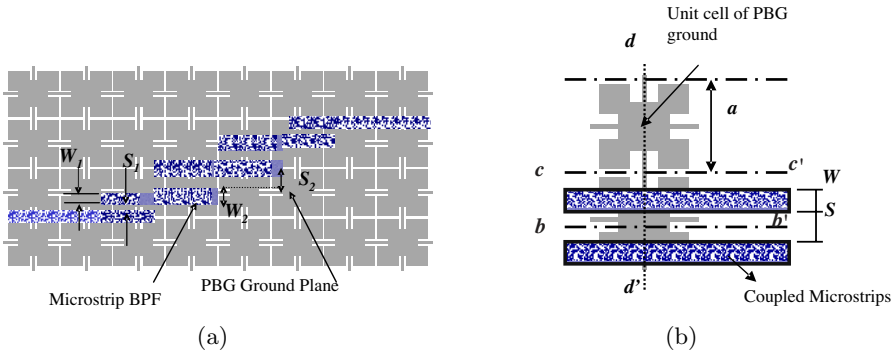 W1
S1
S2
W2
Microstrip BPF
PBG Ground Plane
(a)
Unit cell of PBG
ground
d
a
c
c'
W
S
b
b'
d'
Coupled Microstrips
(b)